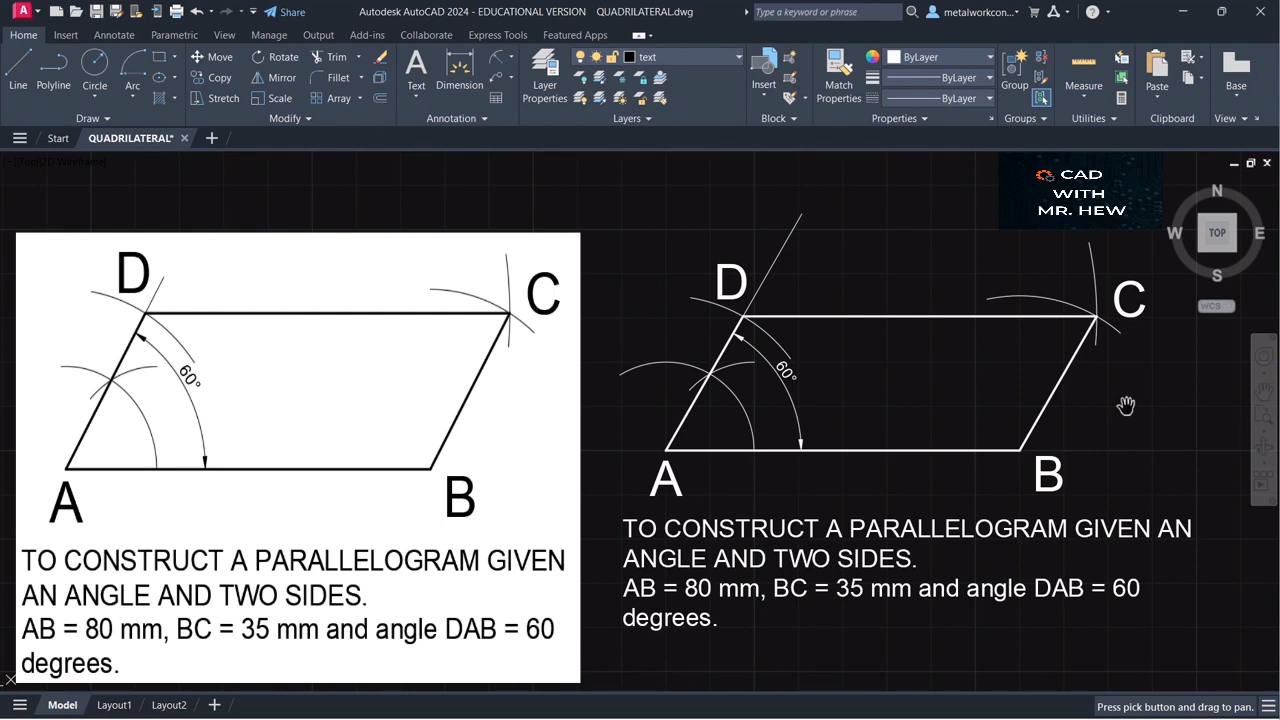 A
Share
Autodesk AutoCAD 2024 - EDUCATIONAL VERSION QUADRILATERAL.dwg
Type a keyword or phrase
metalworkcon...
Home Insert Annotate Parametric View Manage Output Add-ins Collaborate Express Tools Featured Apps
Line Polyline Circle Arc
Move Rotate Trim
Copy Mirror Fillet
Stretch Scale Array
Text Dimension
Layer Properties
text
Insert
Match Properties
ByLayer
ByLayer
ByLayer
Group
Measure
Paste
Base
Draw Modify Annotation Layers Block Properties Groups Utilities Clipboard View
Start QUADRILATERAL* +
[−][Top][2D Wireframe]
CAD
WITH
MR. HEW
N
W TOP E
S
WCS
D
C
60°
A
B
TO CONSTRUCT A PARALLELOGRAM GIVEN
AN ANGLE AND TWO SIDES.
AB = 80 mm, BC = 35 mm and angle DAB = 60
degrees.
D
C
60°
A
B
TO CONSTRUCT A PARALLELOGRAM GIVEN AN
ANGLE AND TWO SIDES.
AB = 80 mm, BC = 35 mm and angle DAB = 60
degrees.
Model Layout1 Layout2 +
Press pick button and drag to pan.